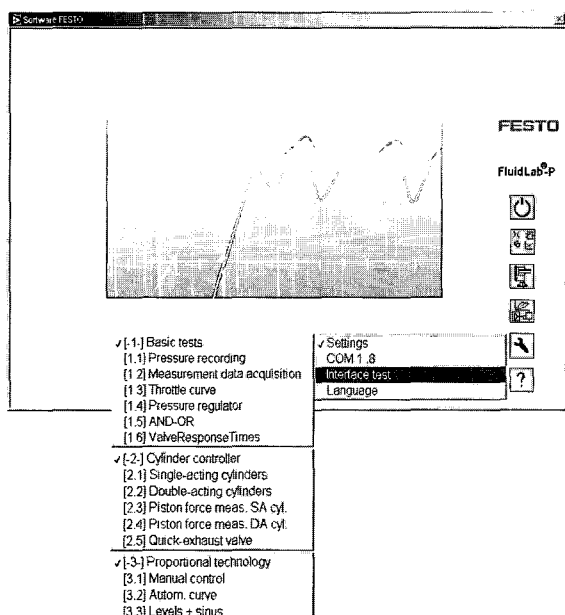 Software FESTO
FESTO
FluidLab®-P
✓[-1-] Basic tests
[1.1] Pressure recording
[1 2] Measurement data acquisition
[1 3] Throttle curve
[1.4] Pressure regulator
[1.5] AND-OR
[1 6] ValveResponseTimes
✓[-2-] Cylinder controller
[2.1] Single-acting cylinders
[2.2] Double-acting cylinders
[2.3] Piston force meas. SA cyl.
[2.4] Piston force meas. DA cyl.
[2.5] Quick-exhaust valve
✓[-3-] Proportional technology
[3.1] Manual control
[3.2] Autom. curve
[3.3] Levels + sinus
✓Settings
COM 1 .8
Interface test
Language
?